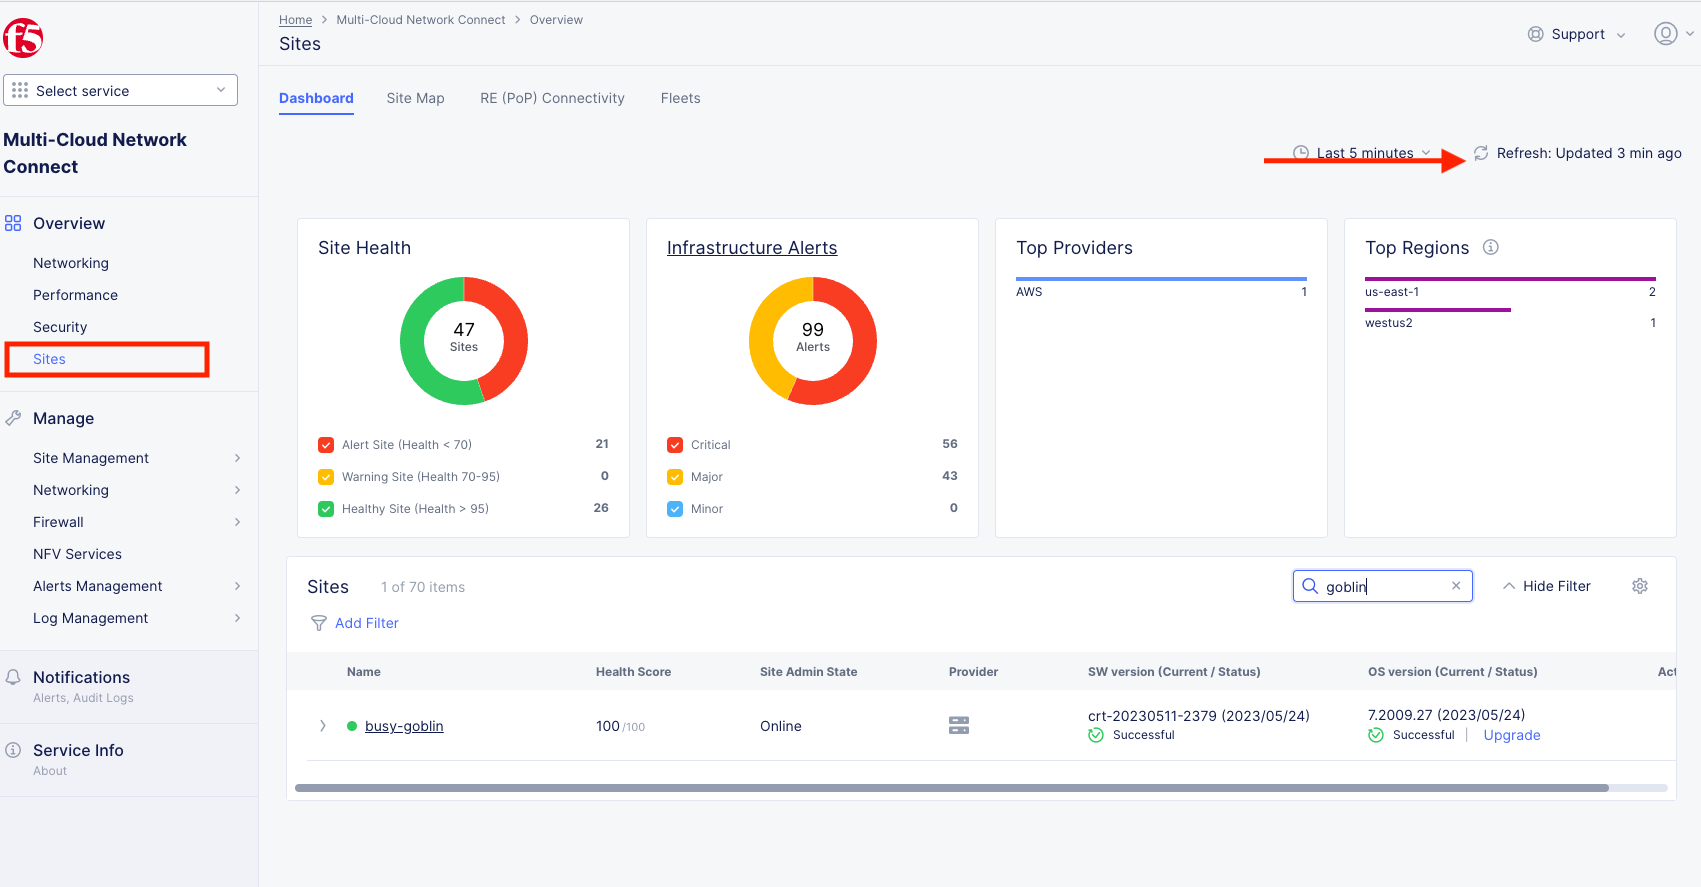 f5
Select service
Multi-Cloud Network
Connect
Overview
Networking
Performance
Security
Sites
Manage
Site Management
Networking
Firewall
NFV Services
Alerts Management
Log Management
Notifications
Alerts, Audit Logs
Service Info
About
Home > Multi-Cloud Network Connect > Overview
Sites
Support
Dashboard Site Map RE (PoP) Connectivity Fleets
Last 5 minutes Refresh: Updated 3 min ago
Site Health
47
Sites
Alert Site (Health < 70) 21
Warning Site (Health 70-95) 0
Healthy Site (Health > 95) 26
Infrastructure Alerts
99
Alerts
Critical 56
Major 43
Minor 0
Top Providers
AWS 1
Top Regions
us-east-1 2
westus2 1
Sites 1 of 70 items goblin Hide Filter
Add Filter
Name Health Score Site Admin State Provider SW version (Current / Status) OS version (Current / Status) Act
busy-goblin 100 /100 Online crt-20230511-2379 (2023/05/24) 7.2009.27 (2023/05/24)
Successful Successful | Upgrade